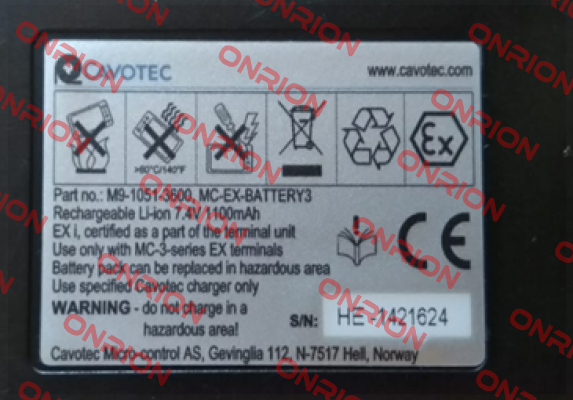 CAVOTEC
www.cavotec.com
>60°C/140°F
Ex
Part no.: M9-1051-3600, MC-EX-BATTERY3
Rechargeable Li-ion 7.4V 1100mAh
EX i, certified as a part of the terminal unit
Use only with MC-3-series EX terminals
Battery pack can be replaced in hazardous area
Use specified Cavotec charger only
WARNING - do not charge in a
hazardous area!
CE
S/N: HE-1421624
Cavotec Micro-control AS, Gevinglia 112, N-7517 Hell, Norway
ONRION